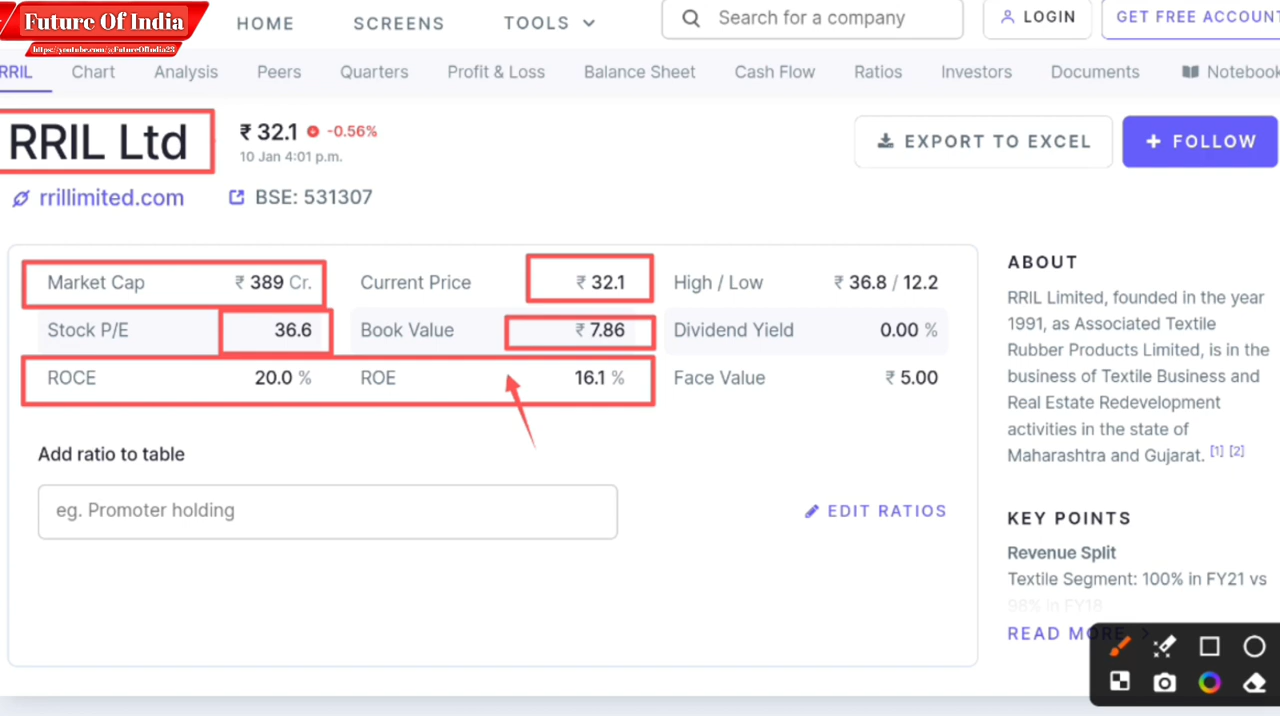 Future Of India
https://youtube.com/@FutureOfIndia23
HOME SCREENS TOOLS Search for a company LOGIN GET FREE ACCOUNT
RRIL Chart Analysis Peers Quarters Profit & Loss Balance Sheet Cash Flow Ratios Investors Documents Notebook
RRIL Ltd ₹ 32.1 -0.56%
10 Jan 4:01 p.m.
EXPORT TO EXCEL + FOLLOW
rrillimited.com BSE: 531307
Market Cap ₹ 389 Cr. Current Price ₹ 32.1 High / Low ₹ 36.8 / 12.2
Stock P/E 36.6 Book Value ₹ 7.86 Dividend Yield 0.00 %
ROCE 20.0 % ROE 16.1 % Face Value ₹ 5.00
Add ratio to table
eg. Promoter holding
EDIT RATIOS
ABOUT
RRIL Limited, founded in the year
1991, as Associated Textile
Rubber Products Limited, is in the
business of Textile Business and
Real Estate Redevelopment
activities in the state of
Maharashtra and Gujarat. [1] [2]
KEY POINTS
Revenue Split
Textile Segment: 100% in FY21 vs
98% in FY18
READ MORE